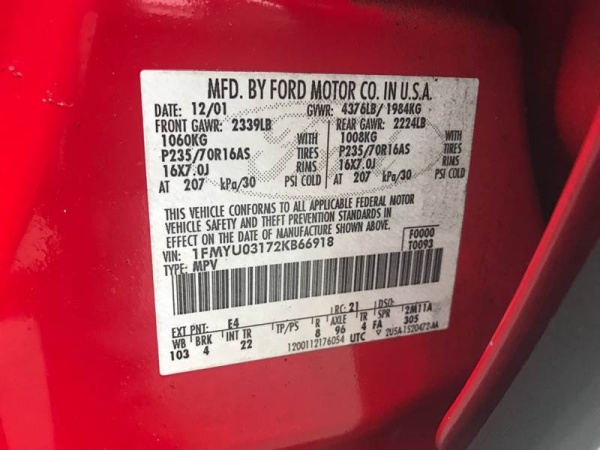 MFD. BY FORD MOTOR CO. IN U.S.A.
DATE: 12/01 GVWR: 4376LB/ 1984KG
FRONT GAWR: 2339LB REAR GAWR: 2224LB
1060KG WITH 1008KG WITH
P235/70R16AS TIRES P235/70R16AS TIRES
16X7.0J RIMS 16X7.0J RIMS
AT 207 kPa/30 PSI COLD AT 207 kPa/30 PSI COLD
THIS VEHICLE CONFORMS TO ALL APPLICABLE FEDERAL MOTOR
VEHICLE SAFETY AND THEFT PREVENTION STANDARDS IN
EFFECT ON THE DATE OF MANUFACTURE SHOWN ABOVE.
VIN: 1FMYU03172KB66918 F0000
TYPE: MPV T0093
EXT PNT: E4 RC: 21 DSO:
WB BRK INT TR TP/PS R AXLE TR SPR 2M11A
103 4 22 8 96 4 FA 305
1200112176054 UTC 2U5A-1520472-AA